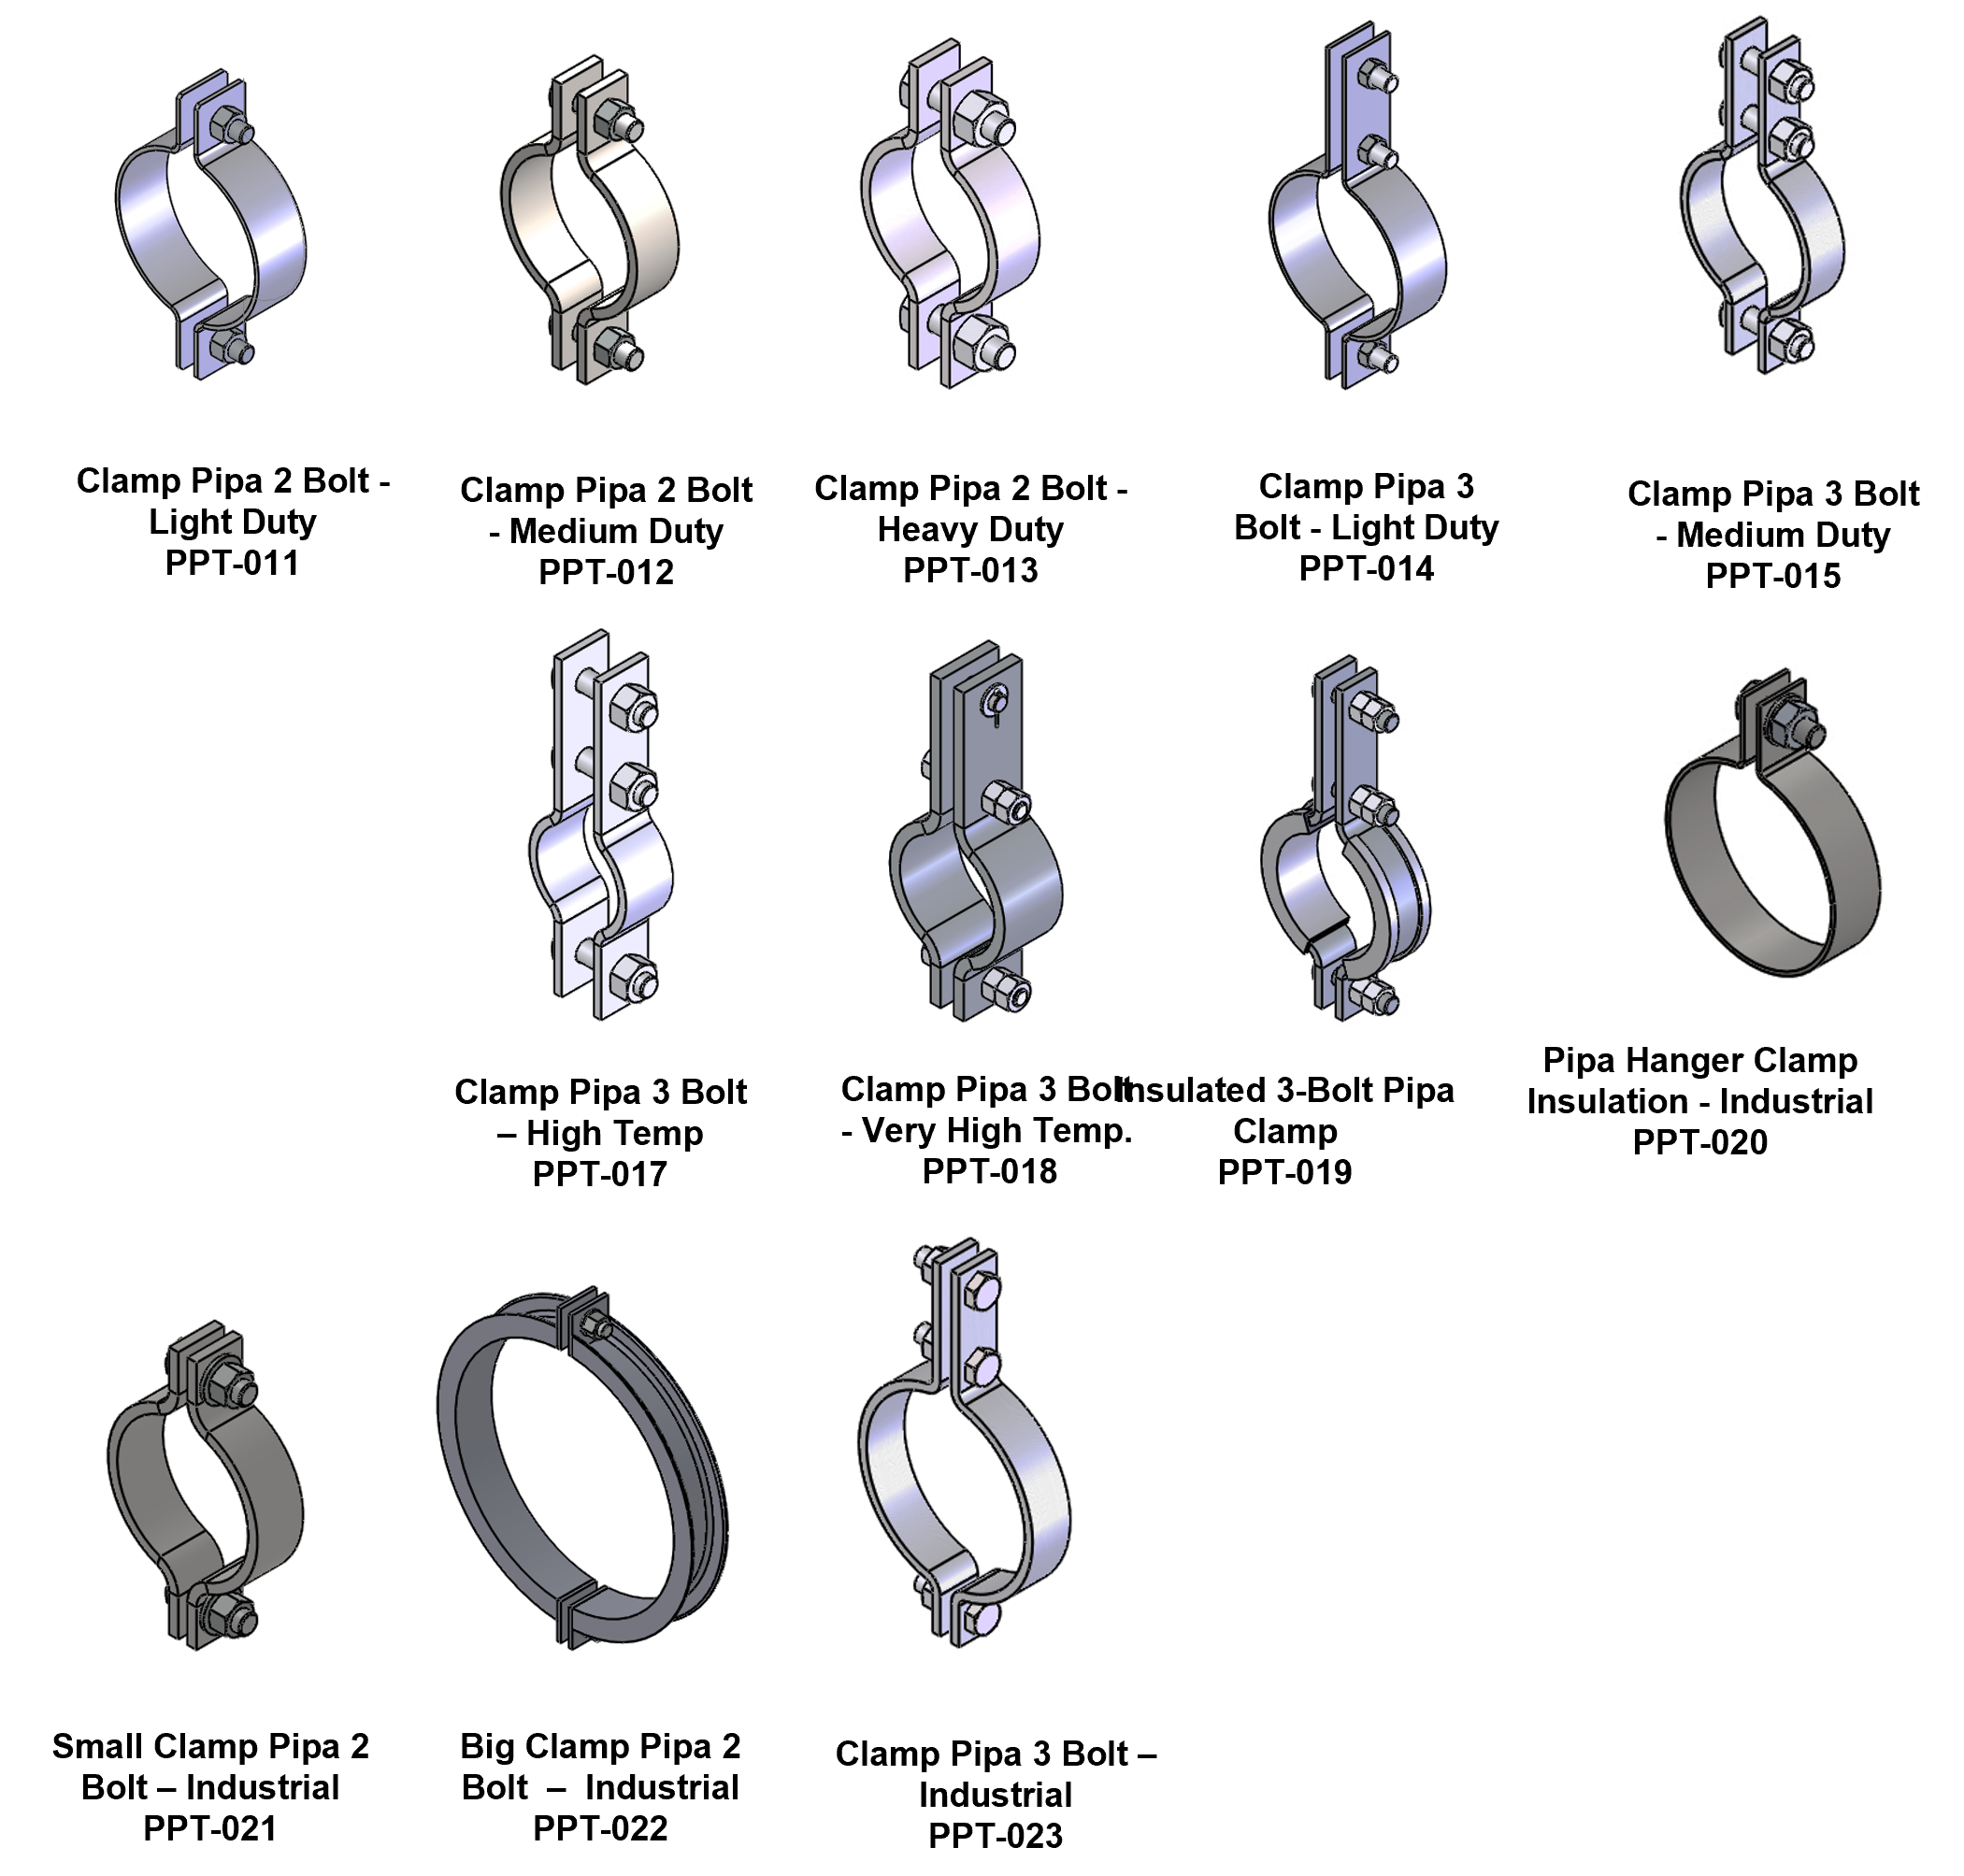 Clamp Pipa 2 Bolt -
Light Duty
PPT-011
Clamp Pipa 2 Bolt
- Medium Duty
PPT-012
Clamp Pipa 2 Bolt -
Heavy Duty
PPT-013
Clamp Pipa 3
Bolt - Light Duty
PPT-014
Clamp Pipa 3 Bolt
- Medium Duty
PPT-015
Clamp Pipa 3 Bolt
– High Temp
PPT-017
Clamp Pipa 3 Bolt
- Very High Temp.
PPT-018
Insulated 3-Bolt Pipa
Clamp
PPT-019
Pipa Hanger Clamp
Insulation - Industrial
PPT-020
Small Clamp Pipa 2
Bolt – Industrial
PPT-021
Big Clamp Pipa 2
Bolt – Industrial
PPT-022
Clamp Pipa 3 Bolt –
Industrial
PPT-023